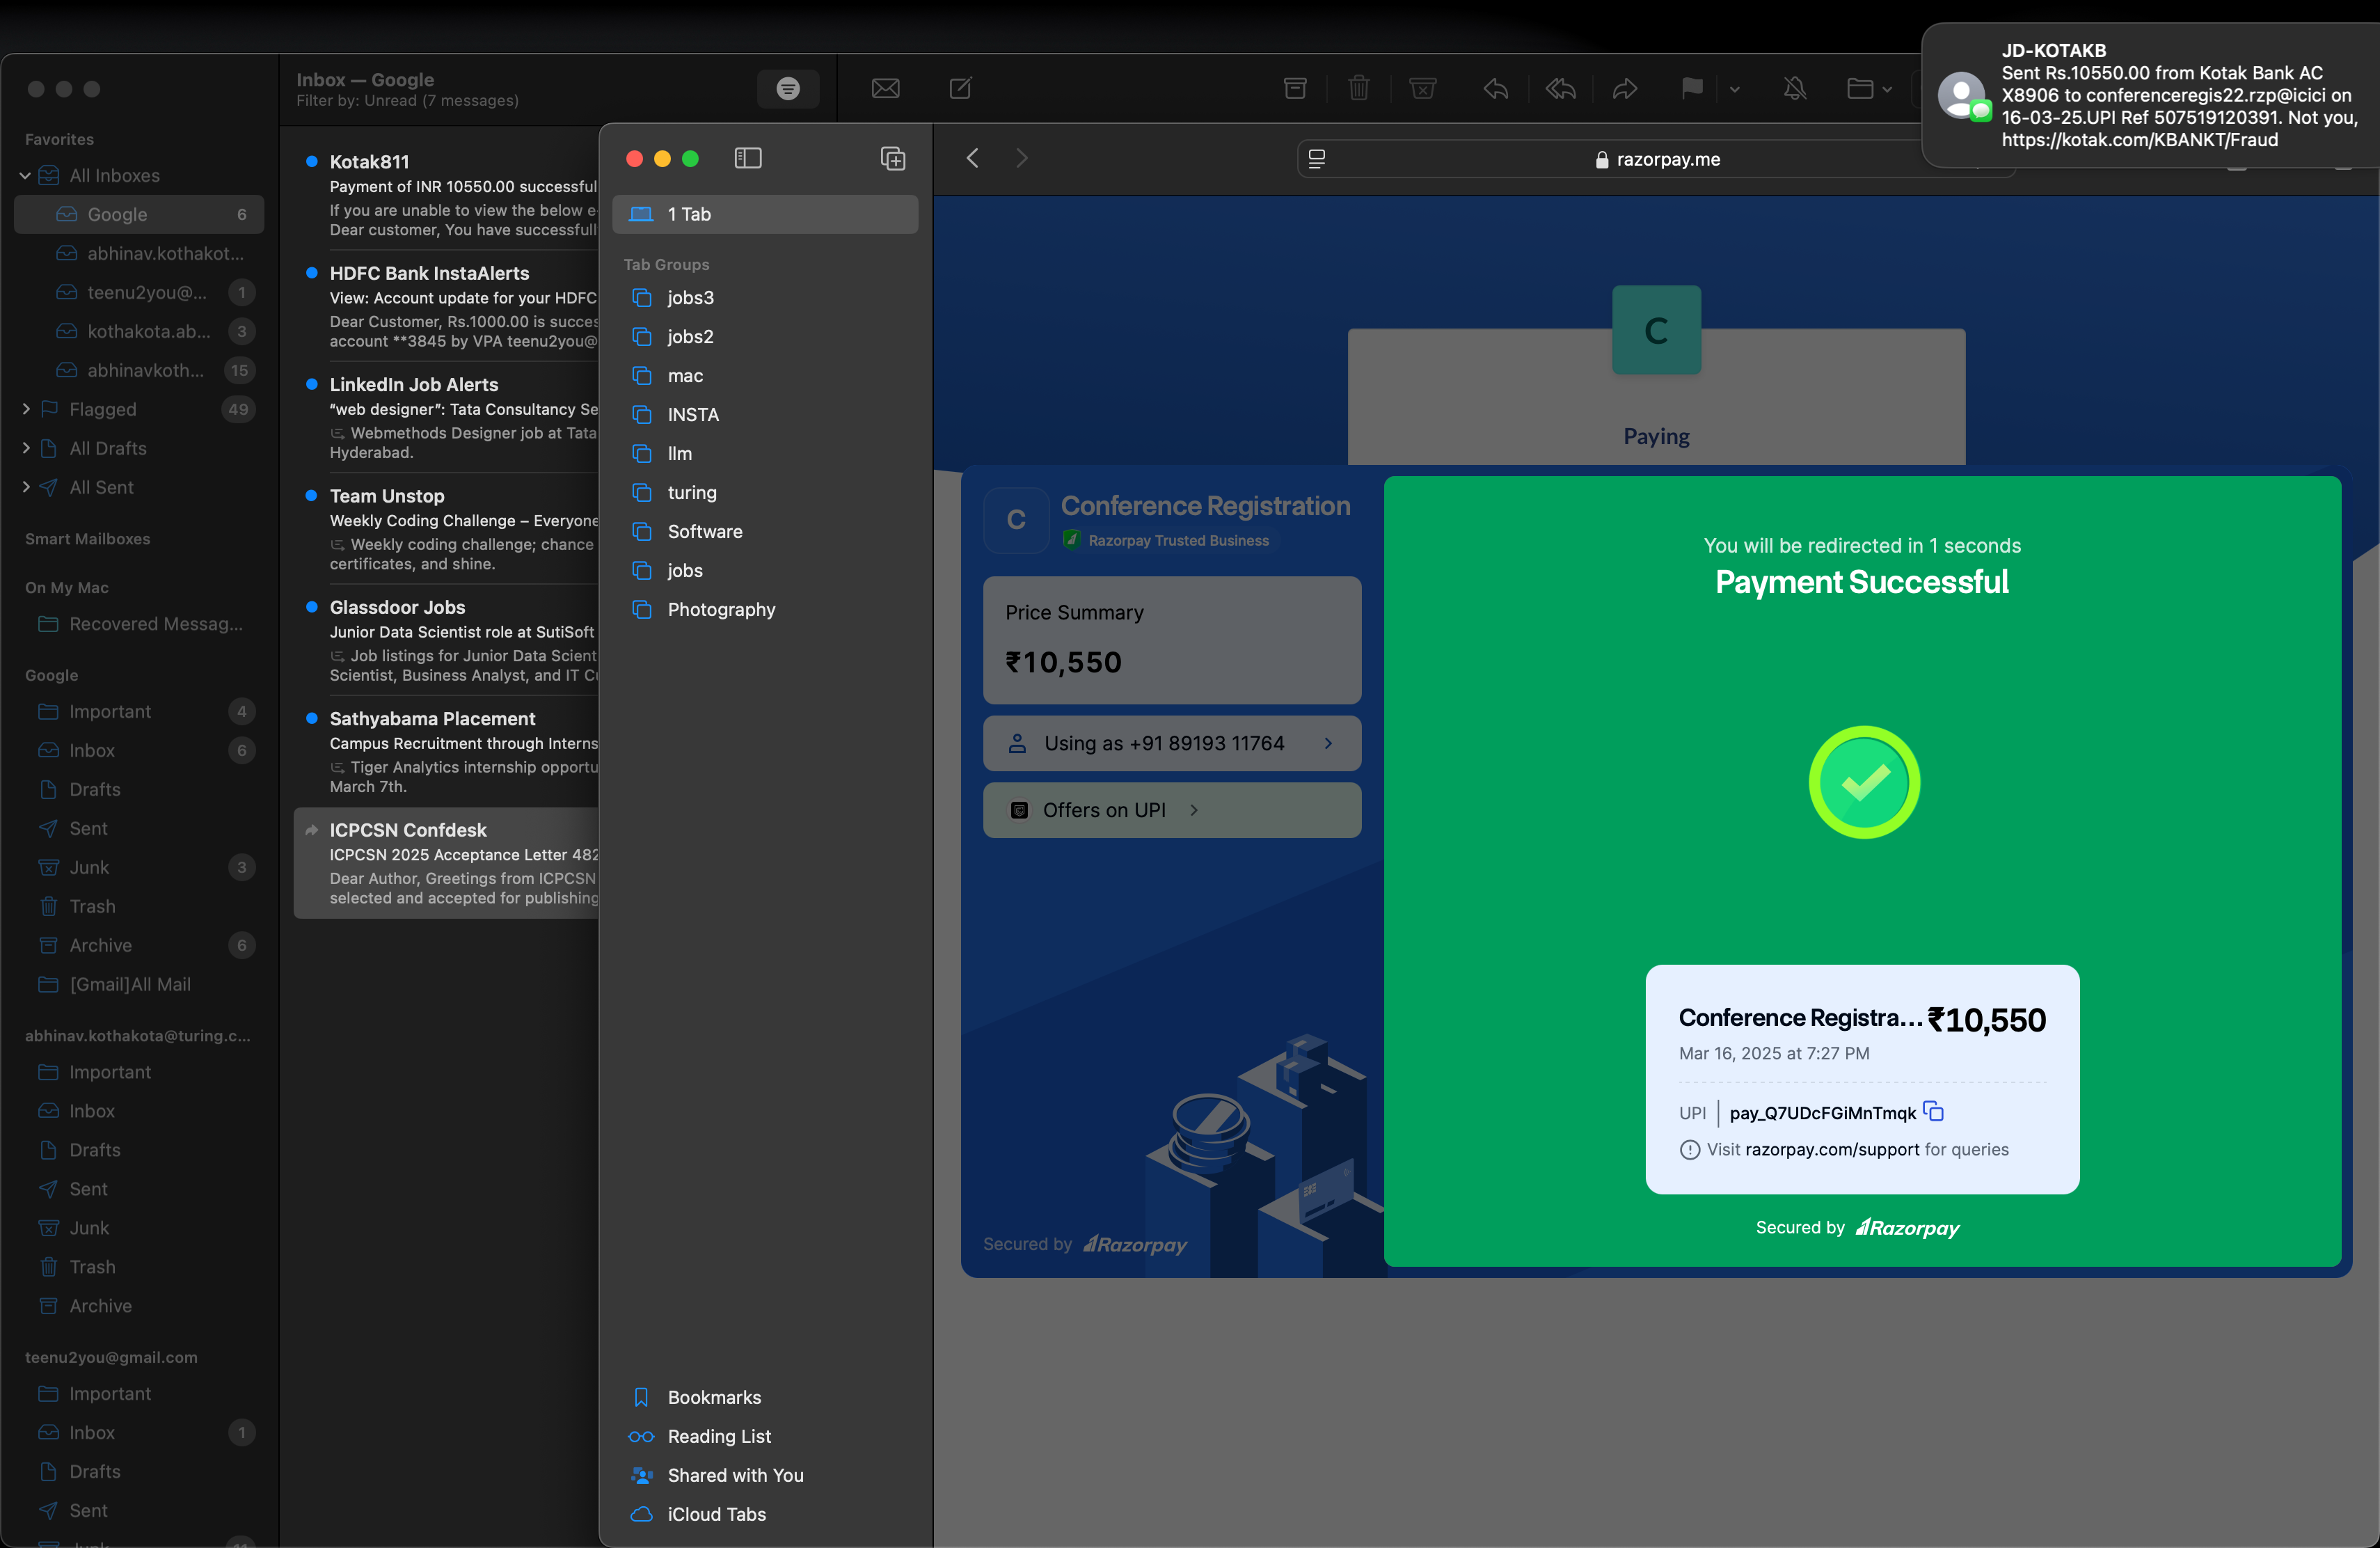 Inbox — Google
Filter by: Unread (7 messages)
Favorites
All Inboxes
Google 6
abhinav.kothakot...
teenu2you@... 1
kothakota.ab... 3
abhinavkoth... 15
Flagged 49
All Drafts
All Sent
Smart Mailboxes
On My Mac
Recovered Messag...
Google
Important 4
Inbox 6
Drafts
Sent
Junk 3
Trash
Archive 6
[Gmail]All Mail
abhinav.kothakota@turing.c...
Important
Inbox
Drafts
Sent
Junk
Trash
Archive
teenu2you@gmail.com
Important
Inbox 1
Drafts
Sent
Kotak811
Payment of INR 10550.00 successful
If you are unable to view the below e
Dear customer, You have successfull
HDFC Bank InstaAlerts
View: Account update for your HDFC
Dear Customer, Rs.1000.00 is succes
account **3845 by VPA teenu2you@
LinkedIn Job Alerts
“web designer”: Tata Consultancy Se
Webmethods Designer job at Tata
Hyderabad.
Team Unstop
Weekly Coding Challenge – Everyone
Weekly coding challenge; chance
certificates, and shine.
Glassdoor Jobs
Junior Data Scientist role at SutiSoft
Job listings for Junior Data Scient
Scientist, Business Analyst, and IT C
Sathyabama Placement
Campus Recruitment through Interns
Tiger Analytics internship opportu
March 7th.
ICPCSN Confdesk
ICPCSN 2025 Acceptance Letter 482
Dear Author, Greetings from ICPCSN
selected and accepted for publishing
1 Tab
Tab Groups
jobs3
jobs2
mac
INSTA
llm
turing
Software
jobs
Photography
Bookmarks
Reading List
Shared with You
iCloud Tabs
razorpay.me
JD-KOTAKB
Sent Rs.10550.00 from Kotak Bank AC
X8906 to conferenceregis22.rzp@icici on
16-03-25.UPI Ref 507519120391. Not you,
https://kotak.com/KBANKT/Fraud
C
Paying
C
Conference Registration
Razorpay Trusted Business
Price Summary
₹10,550
Using as +91 89193 11764
Offers on UPI
Secured by Razorpay
You will be redirected in 1 seconds
Payment Successful
Conference Registra... ₹10,550
Mar 16, 2025 at 7:27 PM
UPI | pay_Q7UDcFGiMnTmqk
Visit razorpay.com/support for queries
Secured by Razorpay